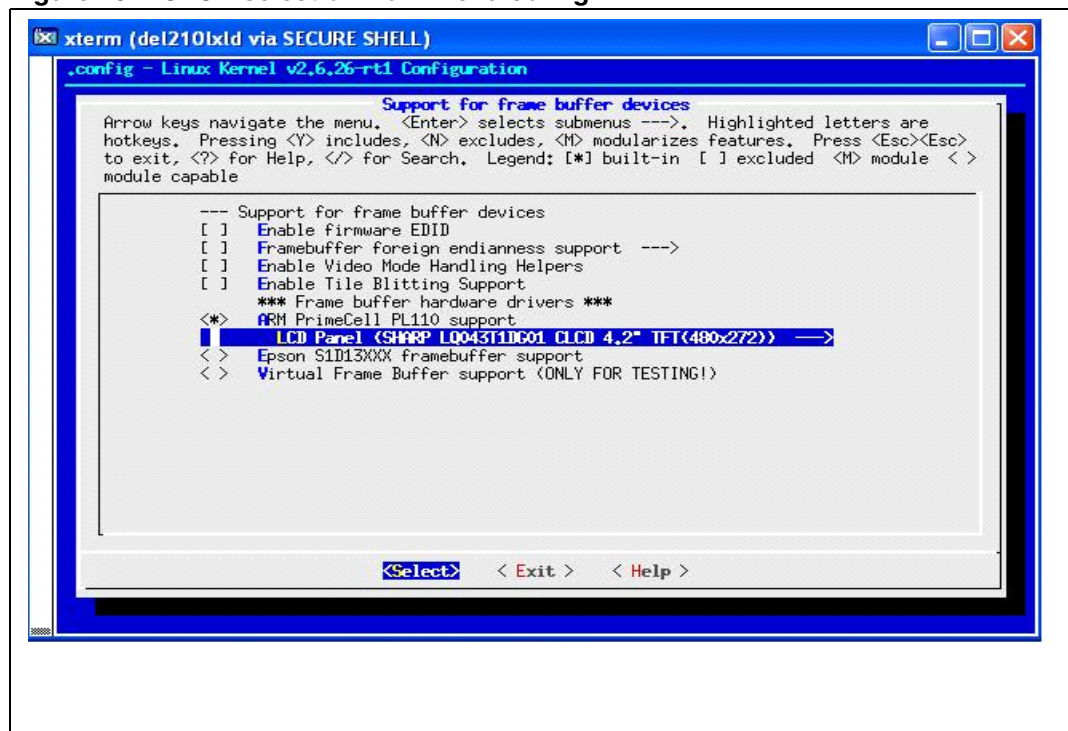 xterm (del210lxld via SECURE SHELL)
.config - Linux Kernel v2.6.26-rt1 Configuration
Support for frame buffer devices
Arrow keys navigate the menu. <Enter> selects submenus --->. Highlighted letters are
hotkeys. Pressing <Y> includes, <N> excludes, <M> modularizes features. Press <Esc><Esc>
to exit, <?> for Help, </> for Search. Legend: [*] built-in [ ] excluded <M> module < >
module capable
--- Support for frame buffer devices
[ ] Enable firmware EDID
[ ] Framebuffer foreign endianness support --->
[ ] Enable Video Mode Handling Helpers
[ ] Enable Tile Blitting Support
*** Frame buffer hardware drivers ***
<*> ARM PrimeCell PL110 support
LCD Panel (SHARP LQ043T1DG01 CLCD 4.2" TFT(480x272)) --->
< > Epson S1D13XXX framebuffer support
< > Virtual Frame Buffer support (ONLY FOR TESTING!)
<Select> < Exit > < Help >